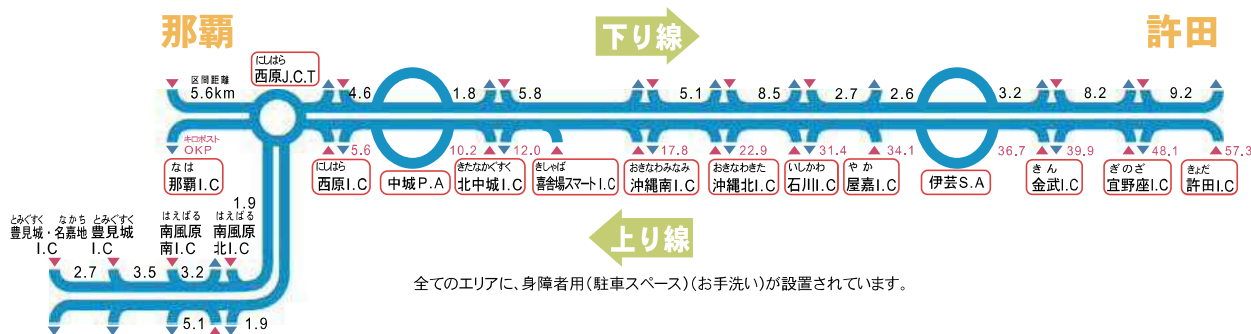 那覇
下り線
許田
にしはら
西原J.C.T
区間距離
5.6km
4.6
1.8
5.8
5.1
8.5
2.7
2.6
3.2
8.2
9.2
キロポスト
OKP
5.6
10.2
12.0
17.8
22.9
31.4
34.1
36.7
39.9
48.1
57.3
なは
那覇I.C
にしはら
西原I.C
中城P.A
きたなかぐすく
北中城I.C
きしゃば
喜舎場スマートI.C
おきなわみなみ
沖縄南I.C
おきなわきた
沖縄北I.C
いしかわ
石川I.C
やか
屋嘉I.C
伊芸S.A
きん
金武I.C
ぎのざ
宜野座I.C
きょだ
許田I.C
1.9
とみぐすく なかち
豊見城・名嘉地
I.C
とみぐすく
豊見城
I.C
はえばる
南風原
南I.C
はえばる
南風原
北I.C
上り線
2.7
3.5
3.2
5.1
1.9
全てのエリアに、身障者用(駐車スペース)(お手洗い)が設置されています。